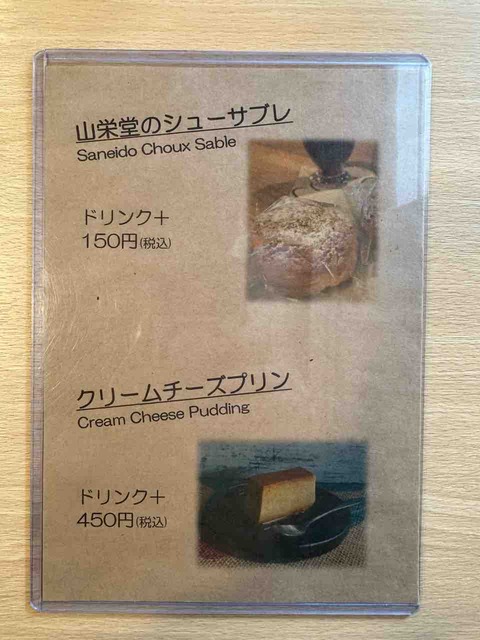 山栄堂のシューサブレ
Saneido Choux Sable
ドリンク＋
150円(税込)
クリームチーズプリン
Cream Cheese Pudding
ドリンク＋
450円(税込)